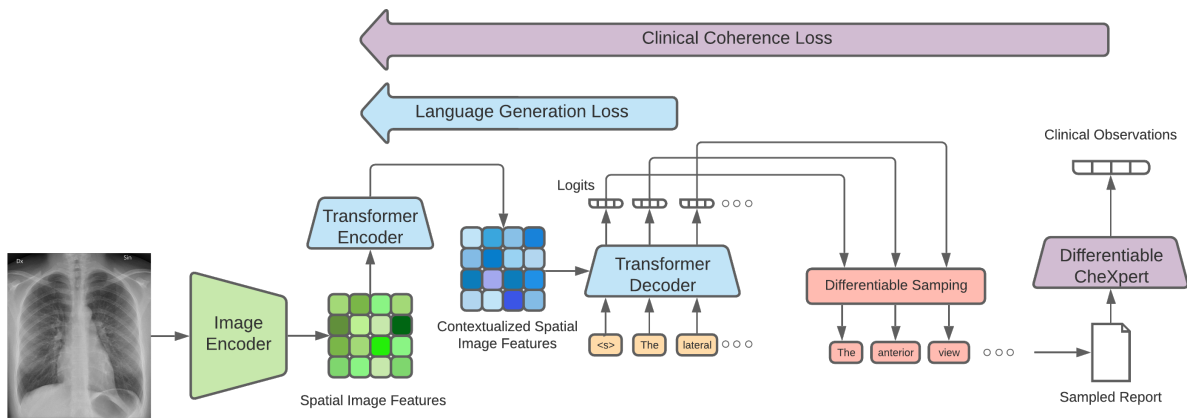 Clinical Coherence Loss
Language Generation Loss
Clinical Observations
Logits
Transformer
Encoder
Dx
Sin
Transformer
Decoder
Differentiable
CheXpert
Differentiable Samping
Image
Encoder
Contextualized Spatial
Image Features
<s>
The
lateral
The
anterior
view
Spatial Image Features
Sampled Report